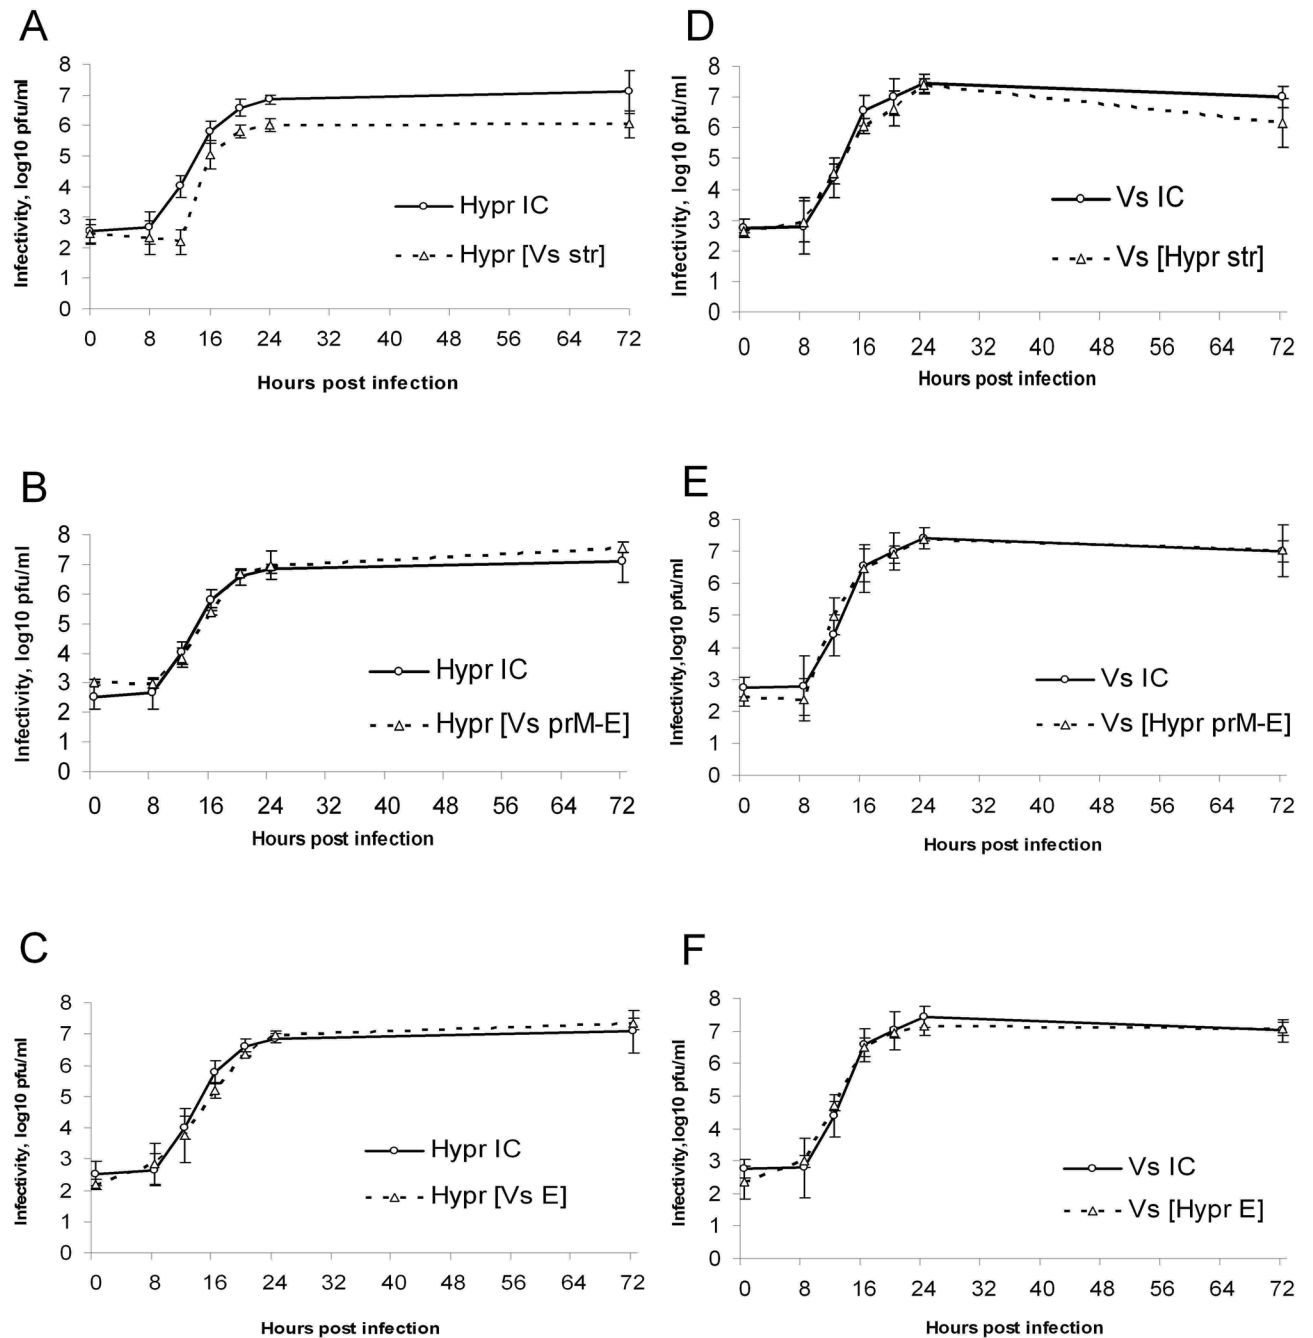 A
Infectivity, log10 pfu/ml
8
7
6
5
4
3
2
1
0
0 8 16 24 32 40 48 56 64 72
Hours post infection
Hypr IC
Hypr [Vs str]
D
Infectivity, log10 pfu/ml
8
7
6
5
4
3
2
1
0
0 8 16 24 32 40 48 56 64 72
Hours post infection
Vs IC
Vs [Hypr str]
B
Infectivity, log10 pfu/ml
8
7
6
5
4
3
2
1
0
0 8 16 24 32 40 48 56 64 72
Hours post infection
Hypr IC
Hypr [Vs prM-E]
E
Infectivity,log10 pfu/ml
8
7
6
5
4
3
2
1
0
0 8 16 24 32 40 48 56 64 72
Hours post infection
Vs IC
Vs [Hypr prM-E]
C
Infectivity, log10 pfu/ml
8
7
6
5
4
3
2
1
0
0 8 16 24 32 40 48 56 64 72
Hours post infection
Hypr IC
Hypr [Vs E]
F
Infectivity,log10 pfu/ml
8
7
6
5
4
3
2
1
0
0 8 16 24 32 40 48 56 64 72
Hours post infection
Vs IC
Vs [Hypr E]